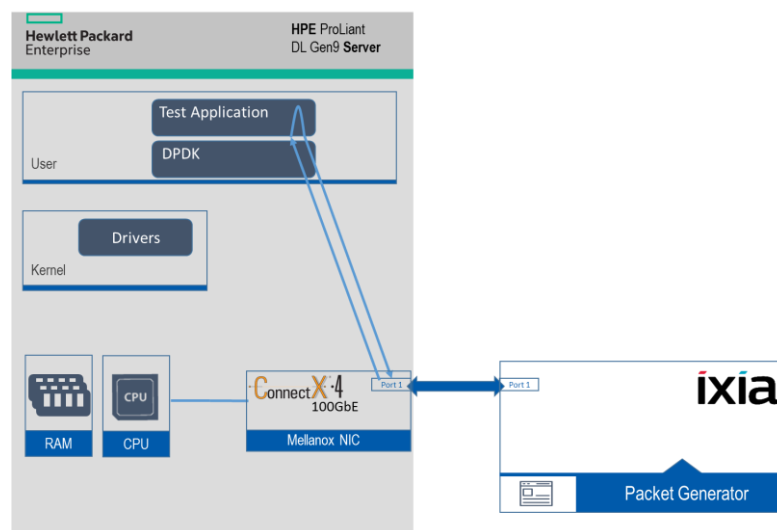 Hewlett Packard
Enterprise
HPE ProLiant
DL Gen9 Server
Test Application
DPDK
User
Drivers
Kernel
CPU
RAM
CPU
ConnectX·4
100GbE
Port 1
Mellanox NIC
Port 1
ixia
Packet Generator